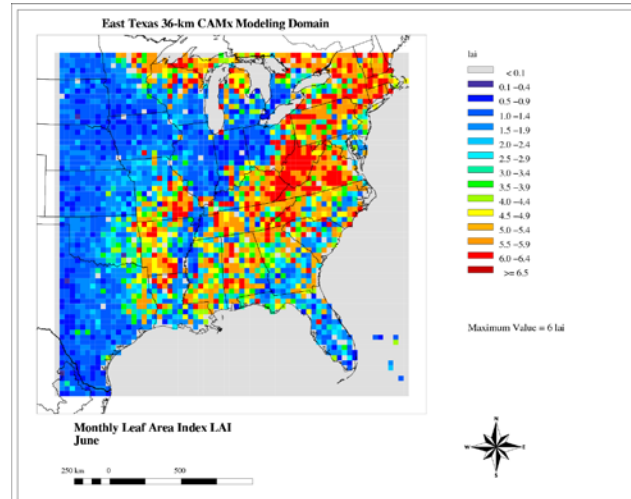 East Texas 36-km CAMx Modeling Domain
lai
< 0.1
0.1 –0.4
0.5 –0.9
1.0 –1.4
1.5 –1.9
2.0 –2.4
2.5 –2.9
3.0 –3.4
3.5 –3.9
4.0 –4.4
4.5 –4.9
5.0 –5.4
5.5 –5.9
6.0 –6.4
>= 6.5
Maximum Value = 6 lai
Monthly Leaf Area Index LAI
June
250 km 0 500
N
W E
S